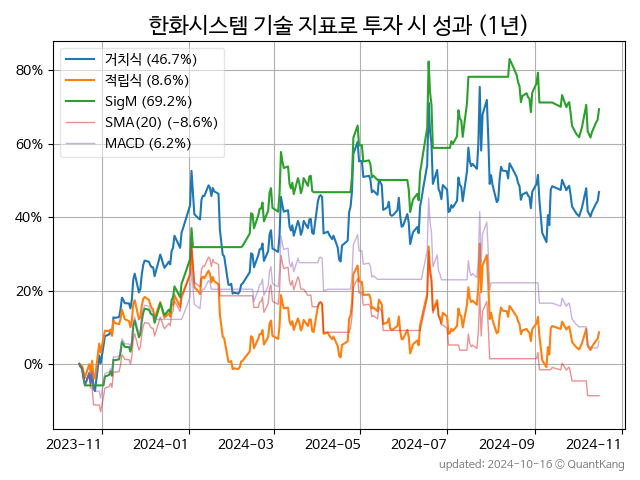 한화시스템 기술 지표로 투자 시 성과 (1년)
거치식 (46.7%)
적립식 (8.6%)
SigM (69.2%)
SMA(20) (−8.6%)
MACD (6.2%)
80%
60%
40%
20%
0%
2023−11 2024−01 2024−03 2024−05 2024−07 2024−09 2024−11
updated: 2024-10-16 © QuantKang